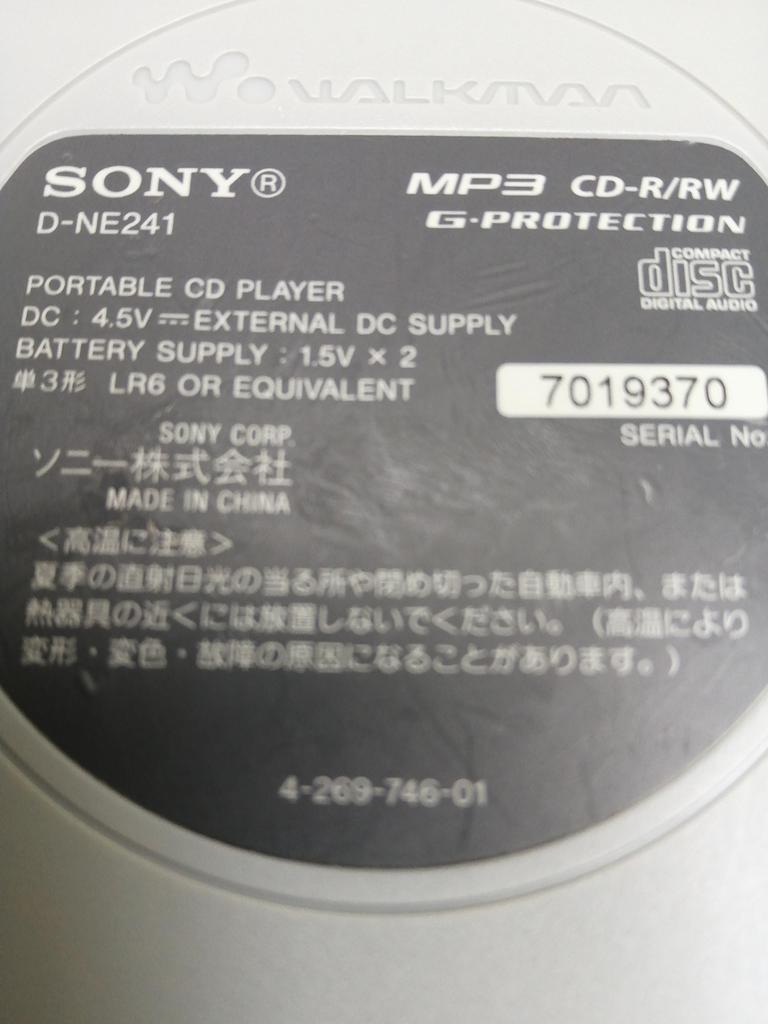 WALKMAN
SONY® MP3 CD-R/RW
D-NE241 G-PROTECTION
COMPACT
disc
DIGITAL AUDIO
PORTABLE CD PLAYER
DC : 4.5V ⎓ EXTERNAL DC SUPPLY
BATTERY SUPPLY : 1.5V × 2
単3形 LR6 OR EQUIVALENT
7019370
SERIAL No.
SONY CORP.
ソニー株式会社
MADE IN CHINA
<高温に注意>
夏季の直射日光の当る所や閉め切った自動車内、または
熱器具の近くには放置しないでください。(高温により
変形・変色・故障の原因になることがあります。)
4-269-746-01